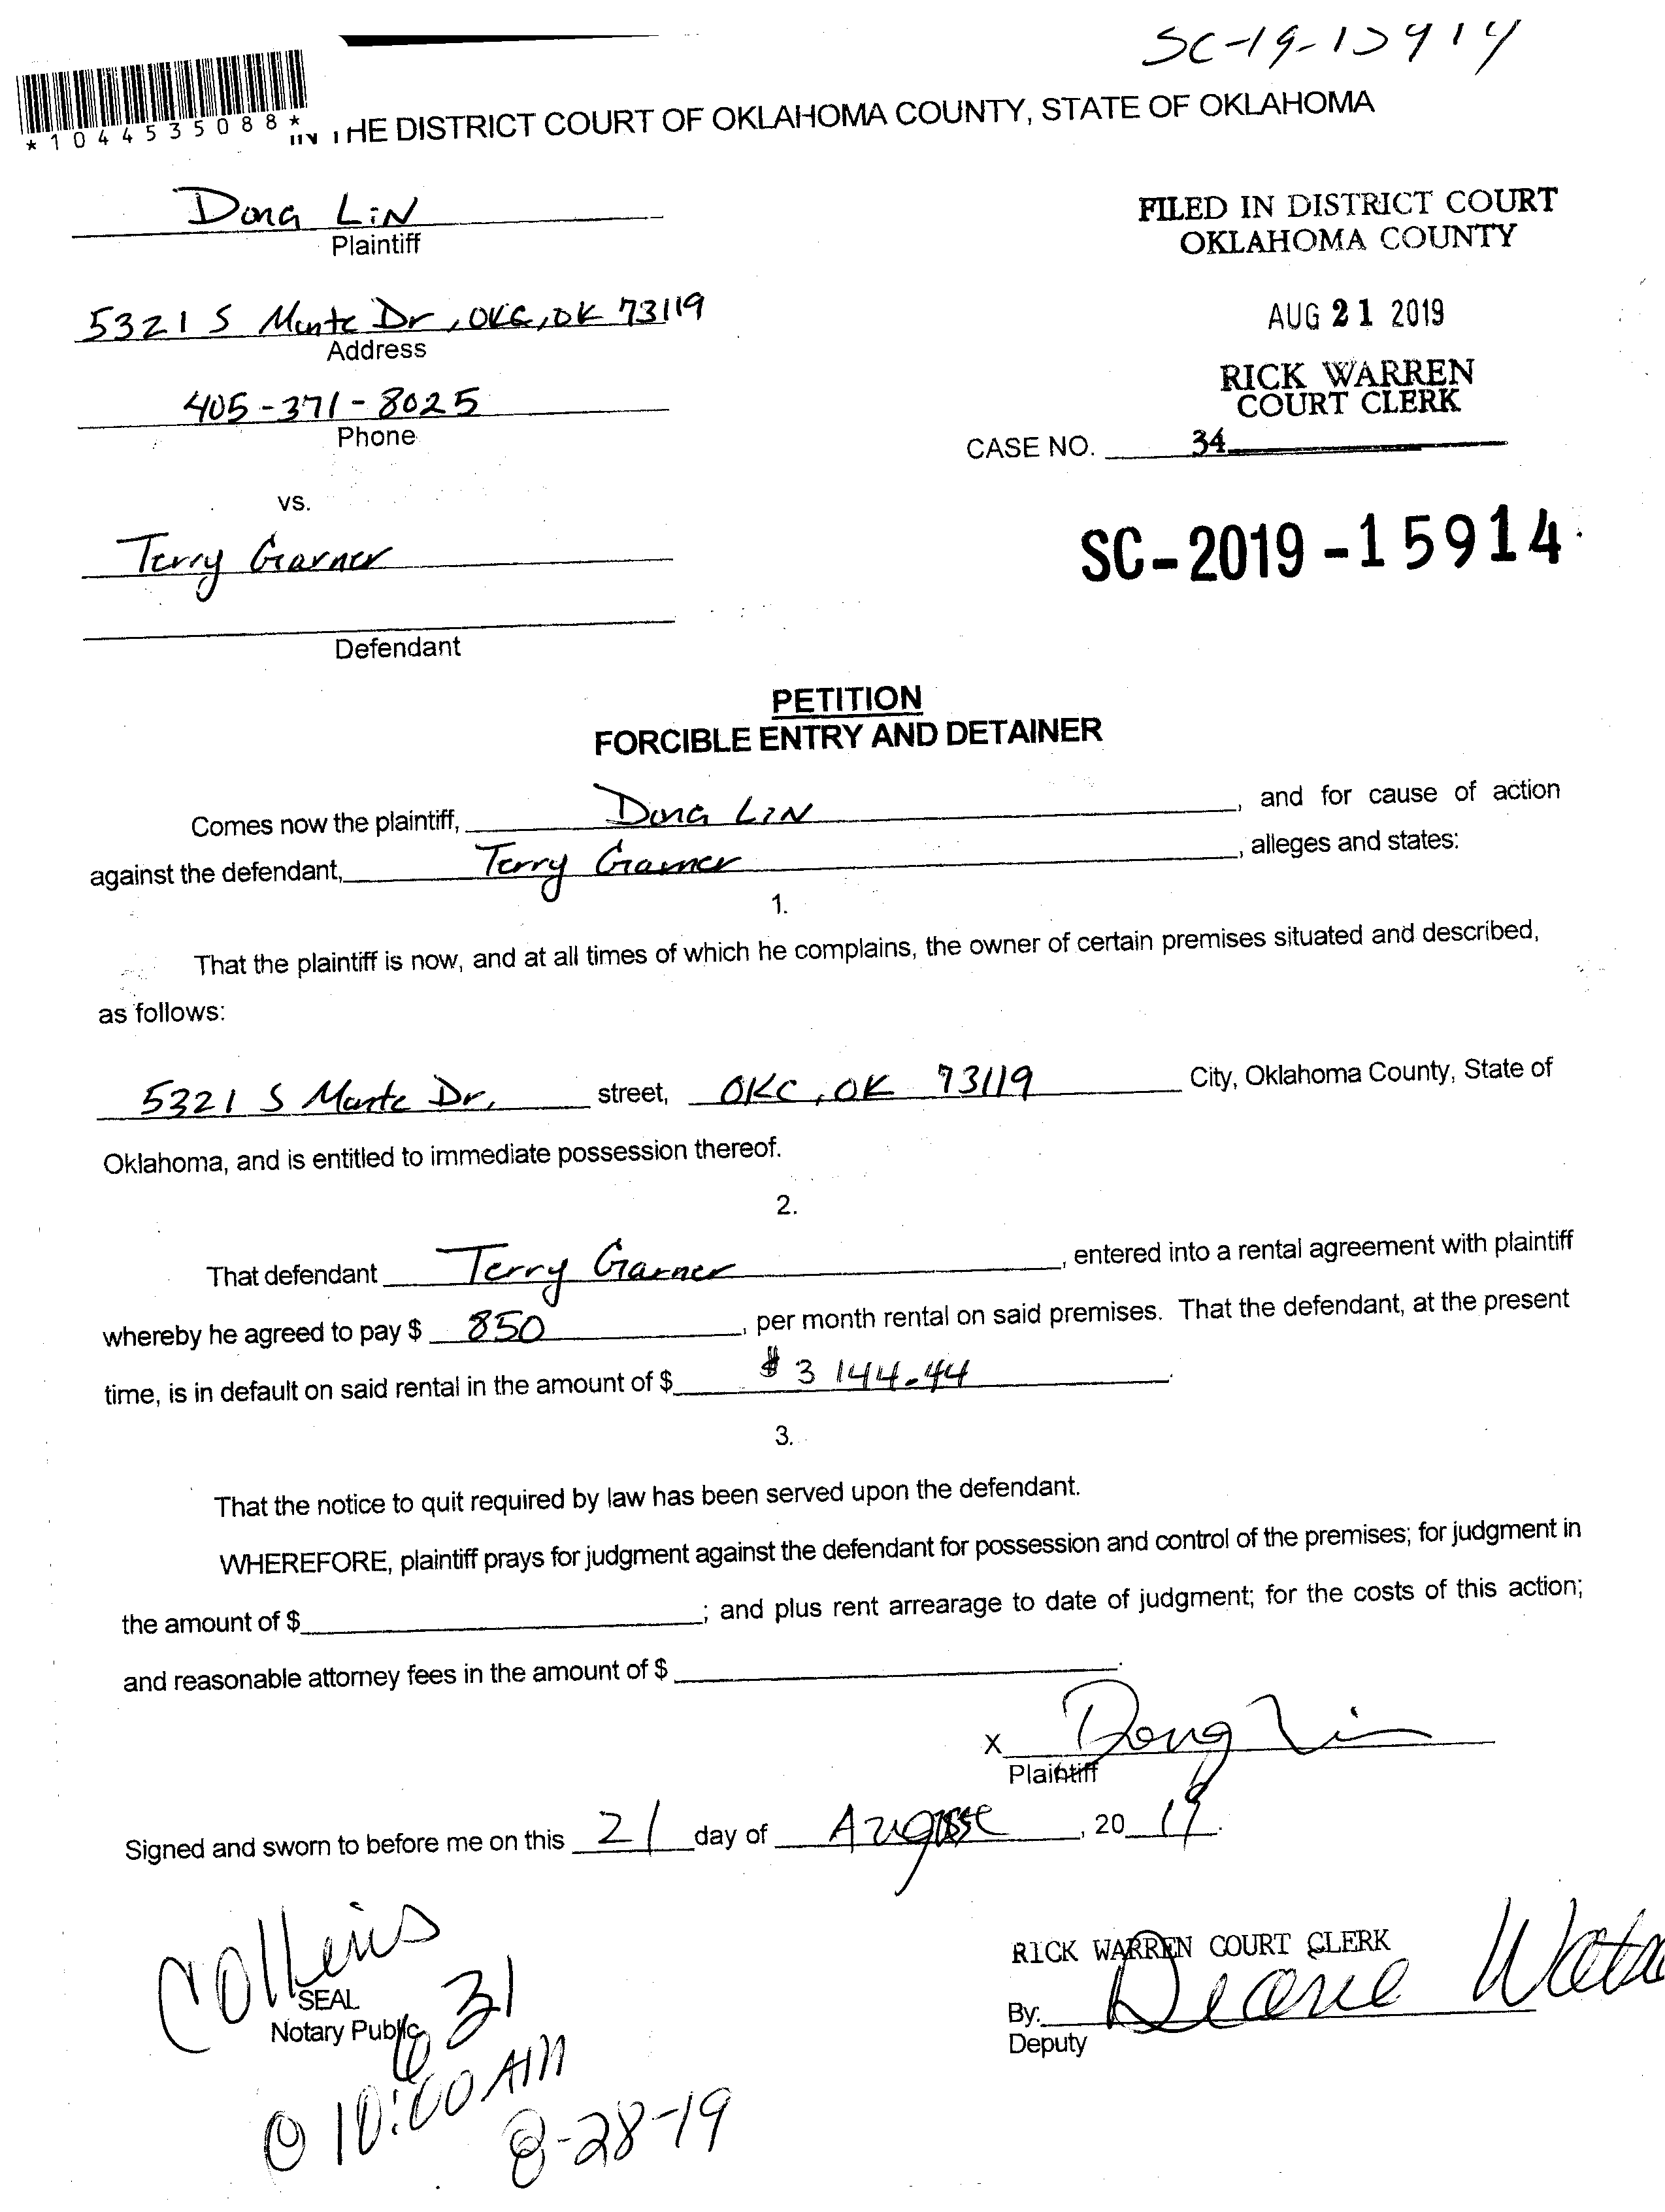 SC-19-15914
*1044535088*
IN THE DISTRICT COURT OF OKLAHOMA COUNTY, STATE OF OKLAHOMA
Dong LiN
Plaintiff
FILED IN DISTRICT COURT
OKLAHOMA COUNTY
5321 S Monte Dr, OKC, OK 73119
Address
AUG 21 2019
RICK WARREN
COURT CLERK
405-371-8025
Phone
CASE NO. 34
vs.
Terry Garner
SC-2019-15914
Defendant
PETITION
FORCIBLE ENTRY AND DETAINER
Comes now the plaintiff, Dong LiN, and for cause of action
against the defendant, Terry Garner, alleges and states:
1.
That the plaintiff is now, and at all times of which he complains, the owner of certain premises situated and described,
as follows:
5321 S Monte Dr, street, OKC, OK 73119 City, Oklahoma County, State of
Oklahoma, and is entitled to immediate possession thereof.
2.
That defendant Terry Garner, entered into a rental agreement with plaintiff
whereby he agreed to pay $ 850, per month rental on said premises. That the defendant, at the present
time, is in default on said rental in the amount of $ $ 3 144.44.
3.
That the notice to quit required by law has been served upon the defendant.
WHEREFORE, plaintiff prays for judgment against the defendant for possession and control of the premises; for judgment in
the amount of $ ; and plus rent arrearage to date of judgment; for the costs of this action;
and reasonable attorney fees in the amount of $ .
X Dong Lin
Plaintiff
Signed and sworn to before me on this 21 day of August, 2019.
Collins
SEAL
Notary Public
RICK WARREN COURT CLERK
By: Diane
Deputy
@ 10:00 AM
8-28-19